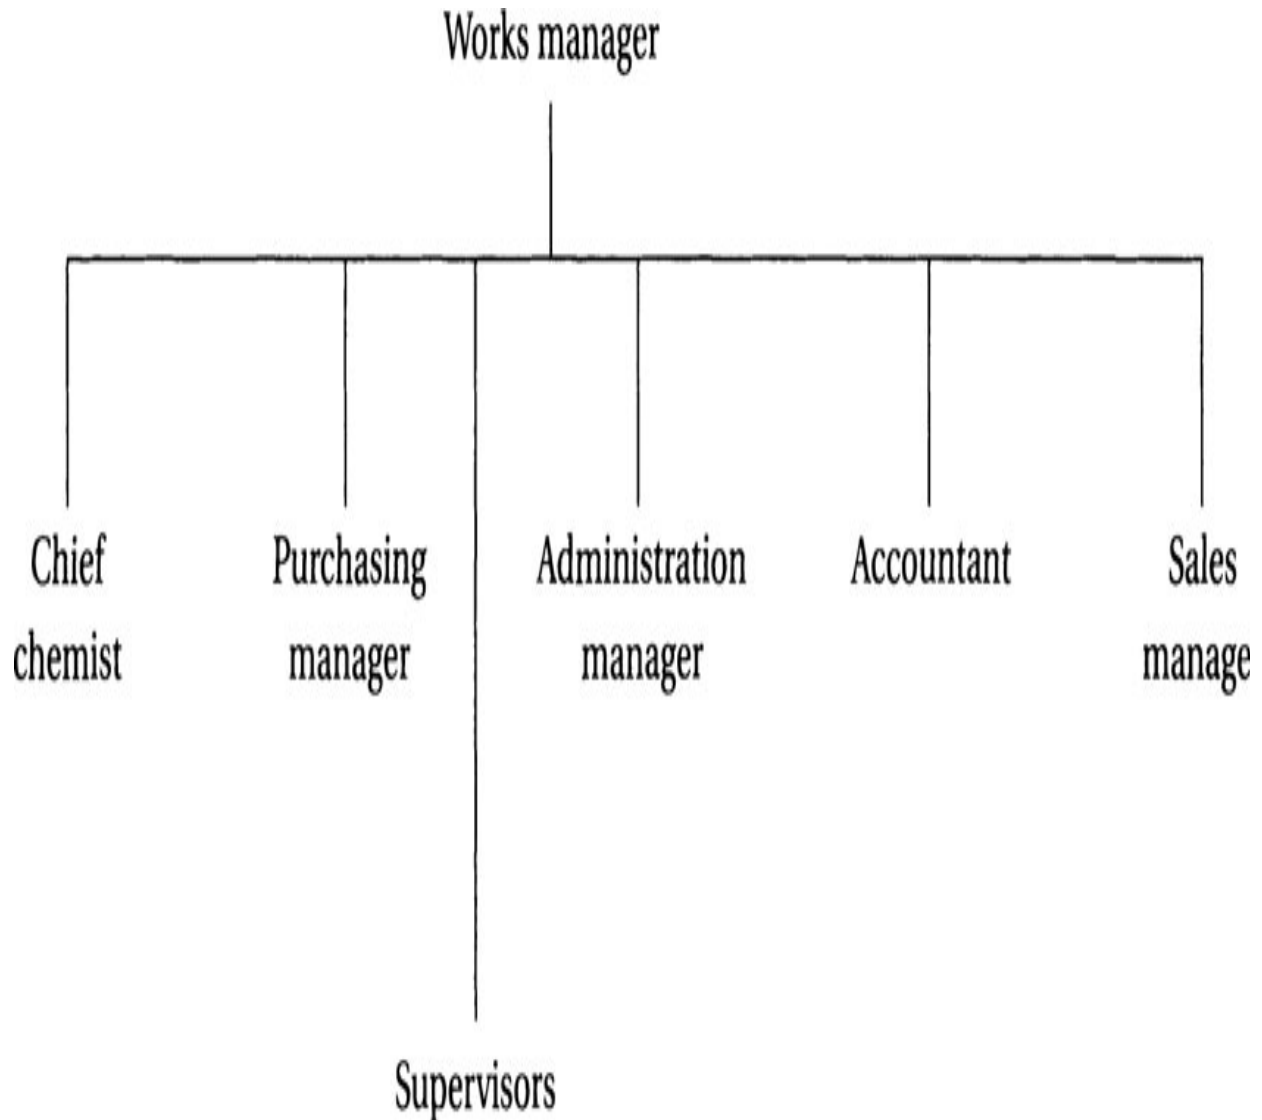 Works manager
Chief
chemist
Purchasing
manager
Administration
manager
Accountant
Sales
manage
Supervisors